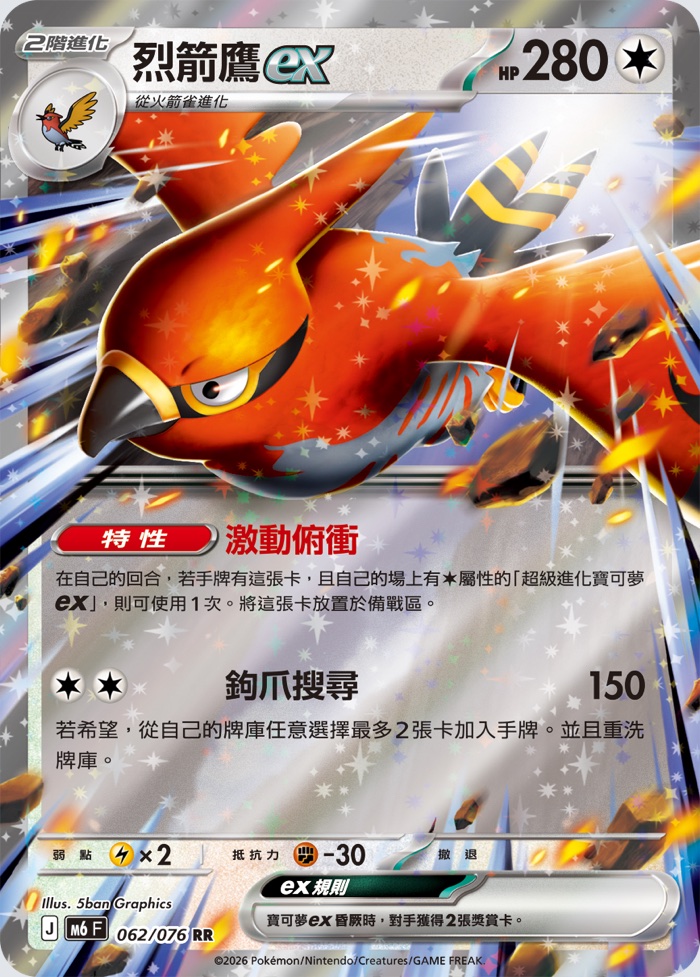 2階進化
烈箭鷹ex
HP 280
從火箭雀進化
特性 激動俯衝
在自己的回合，若手牌有這張卡，且自己的場上有★屬性的「超級進化寶可夢
ex」，則可使用1次。將這張卡放置於備戰區。
鉤爪搜尋 150
若希望，從自己的牌庫任意選擇最多2張卡加入手牌。並且重洗
牌庫。
弱點 ×2 抵抗力 -30 撤退
ex規則
寶可夢ex昏厥時，對手獲得2張獎賞卡。
Illus. 5ban Graphics
J M6 F 062/076 RR
©2026 Pokémon/Nintendo/Creatures/GAME FREAK.